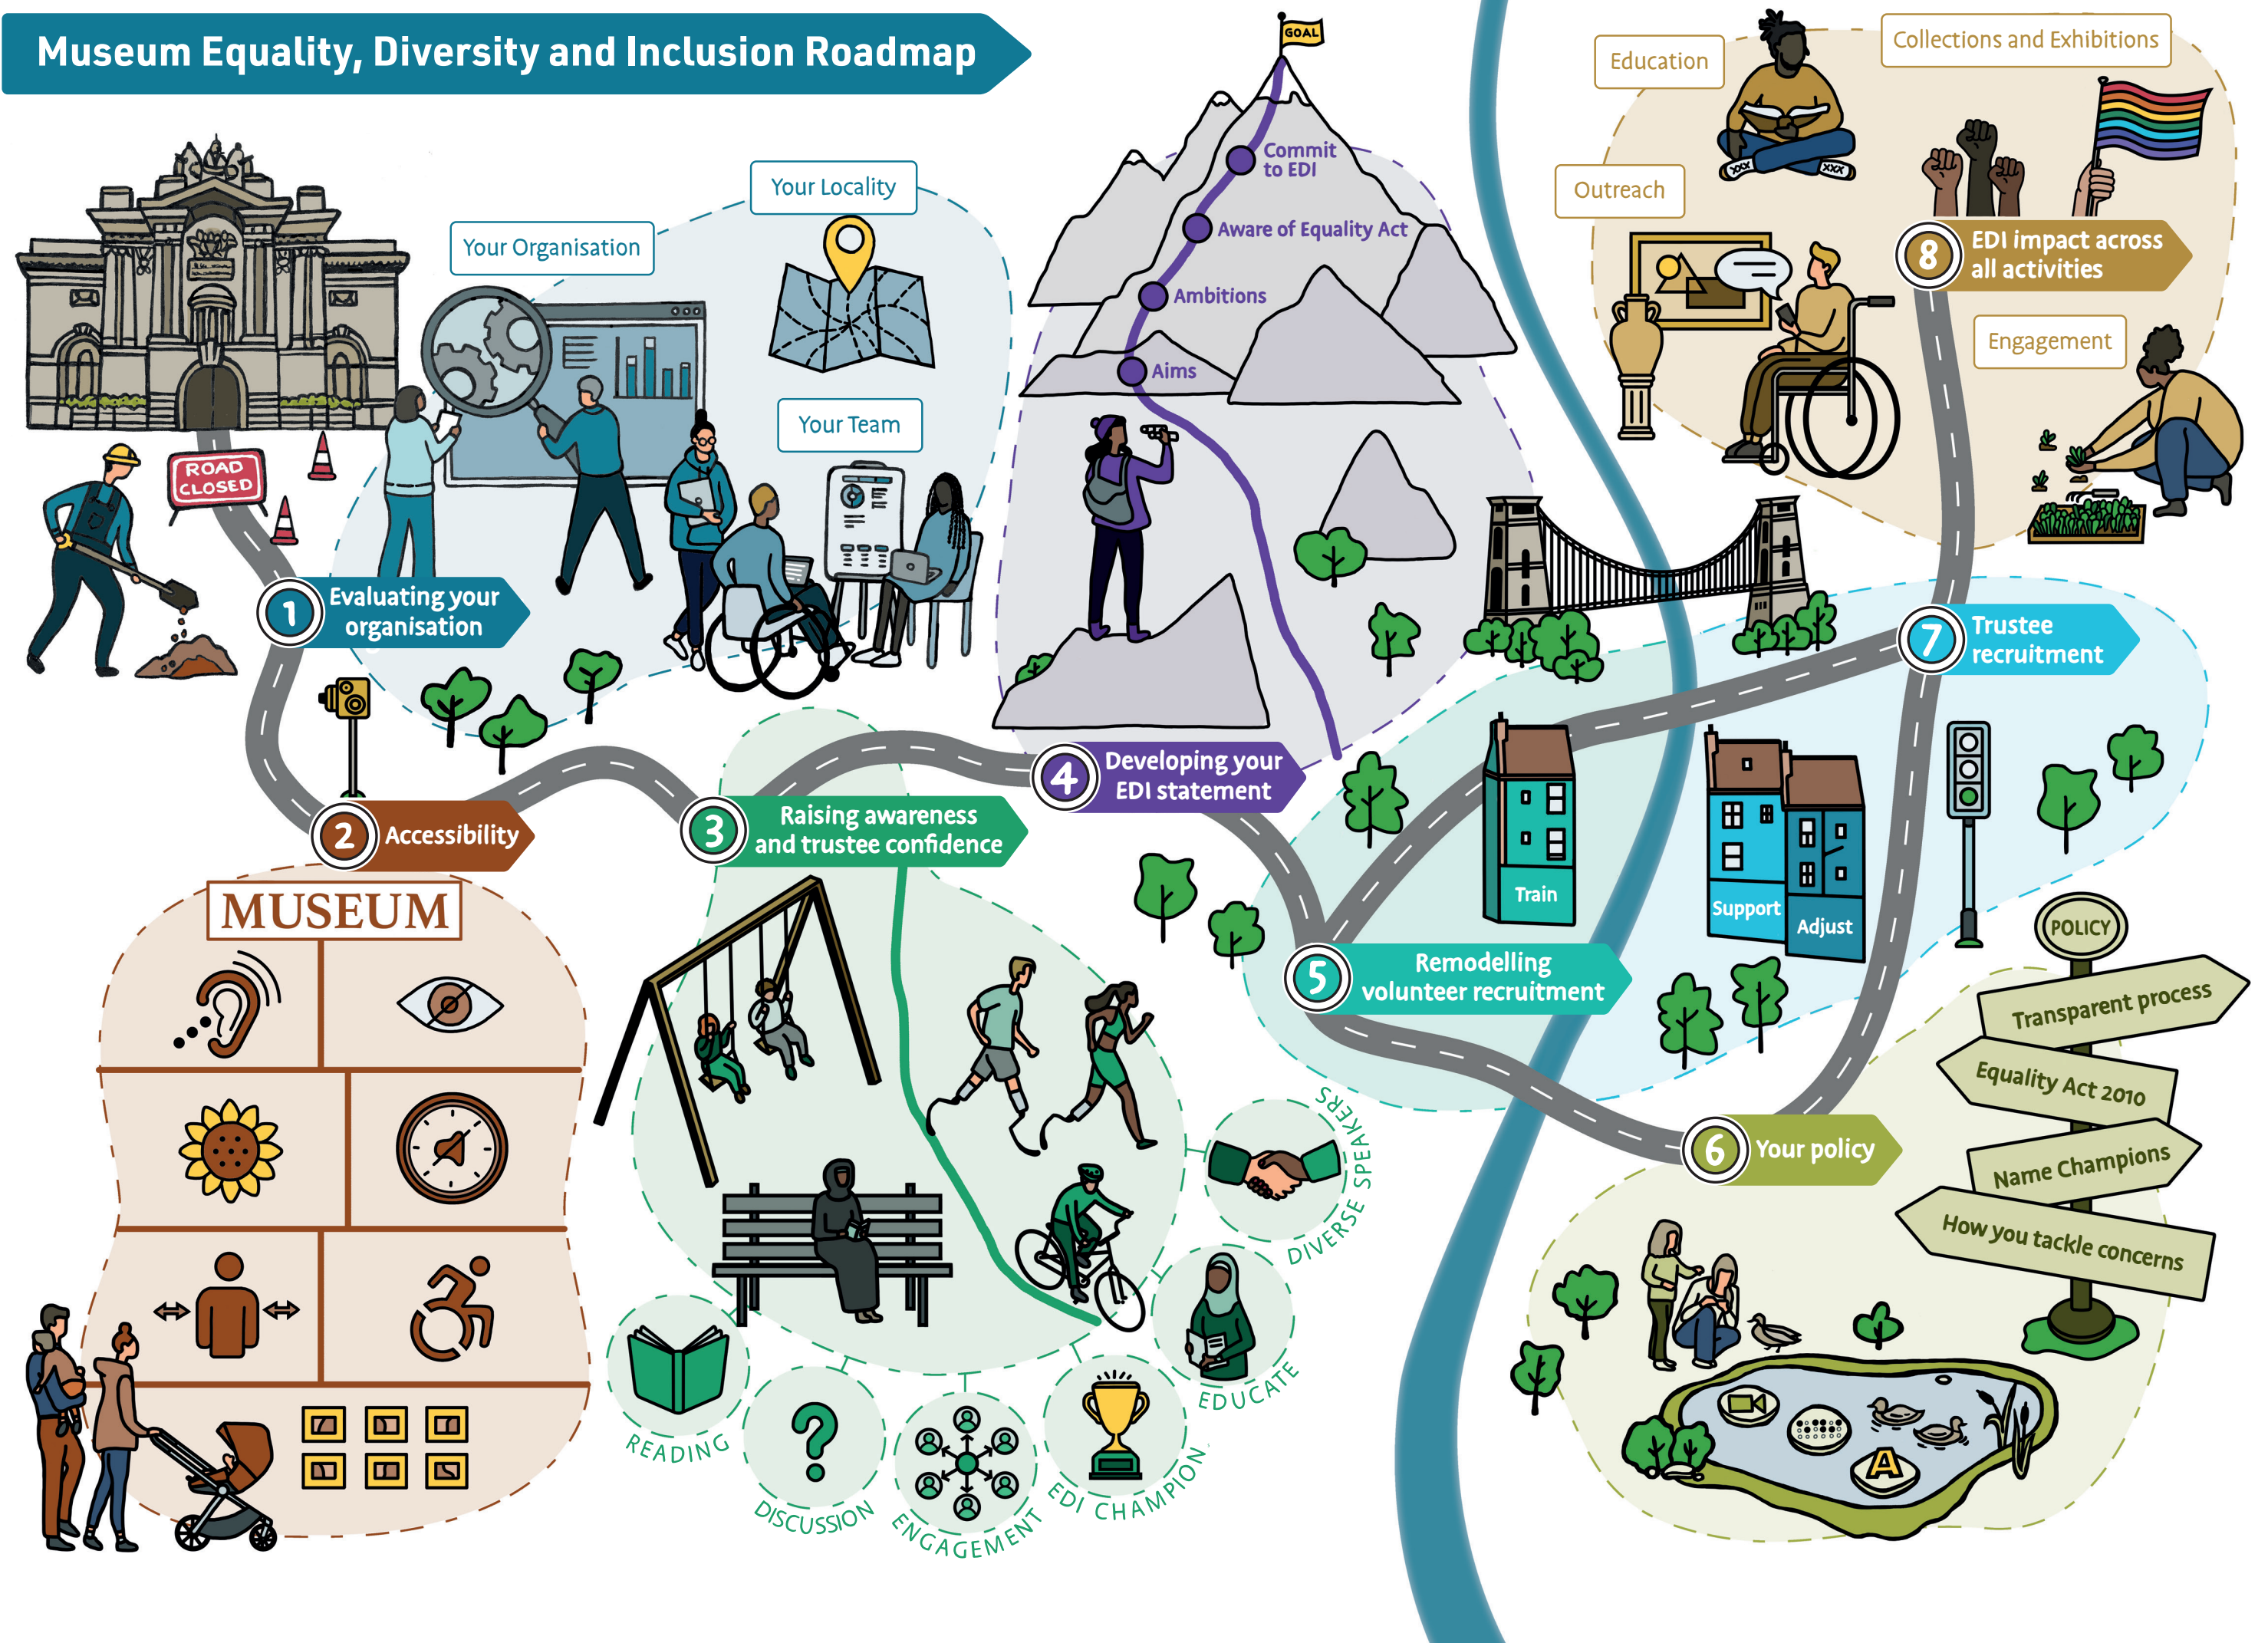 Museum Equality, Diversity and Inclusion Roadmap
ROAD
CLOSED
1
Evaluating your
organisation
Your Organisation
Your Locality
Your Team
2
Accessibility
MUSEUM
3
Raising awareness
and trustee confidence
READING
DISCUSSION
ENGAGEMENT
EDI CHAMPION
EDUCATE
DIVERSE SPEAKERS
4
Developing your
EDI statement
GOAL
Commit
to EDI
Aware of Equality Act
Ambitions
Aims
5
Remodelling
volunteer recruitment
Train
Support
Adjust
6
Your policy
POLICY
Transparent process
Equality Act 2010
Name Champions
How you tackle concerns
A
7
Trustee
recruitment
8
EDI impact across
all activities
Education
Collections and Exhibitions
Outreach
XXX
XXX
Engagement